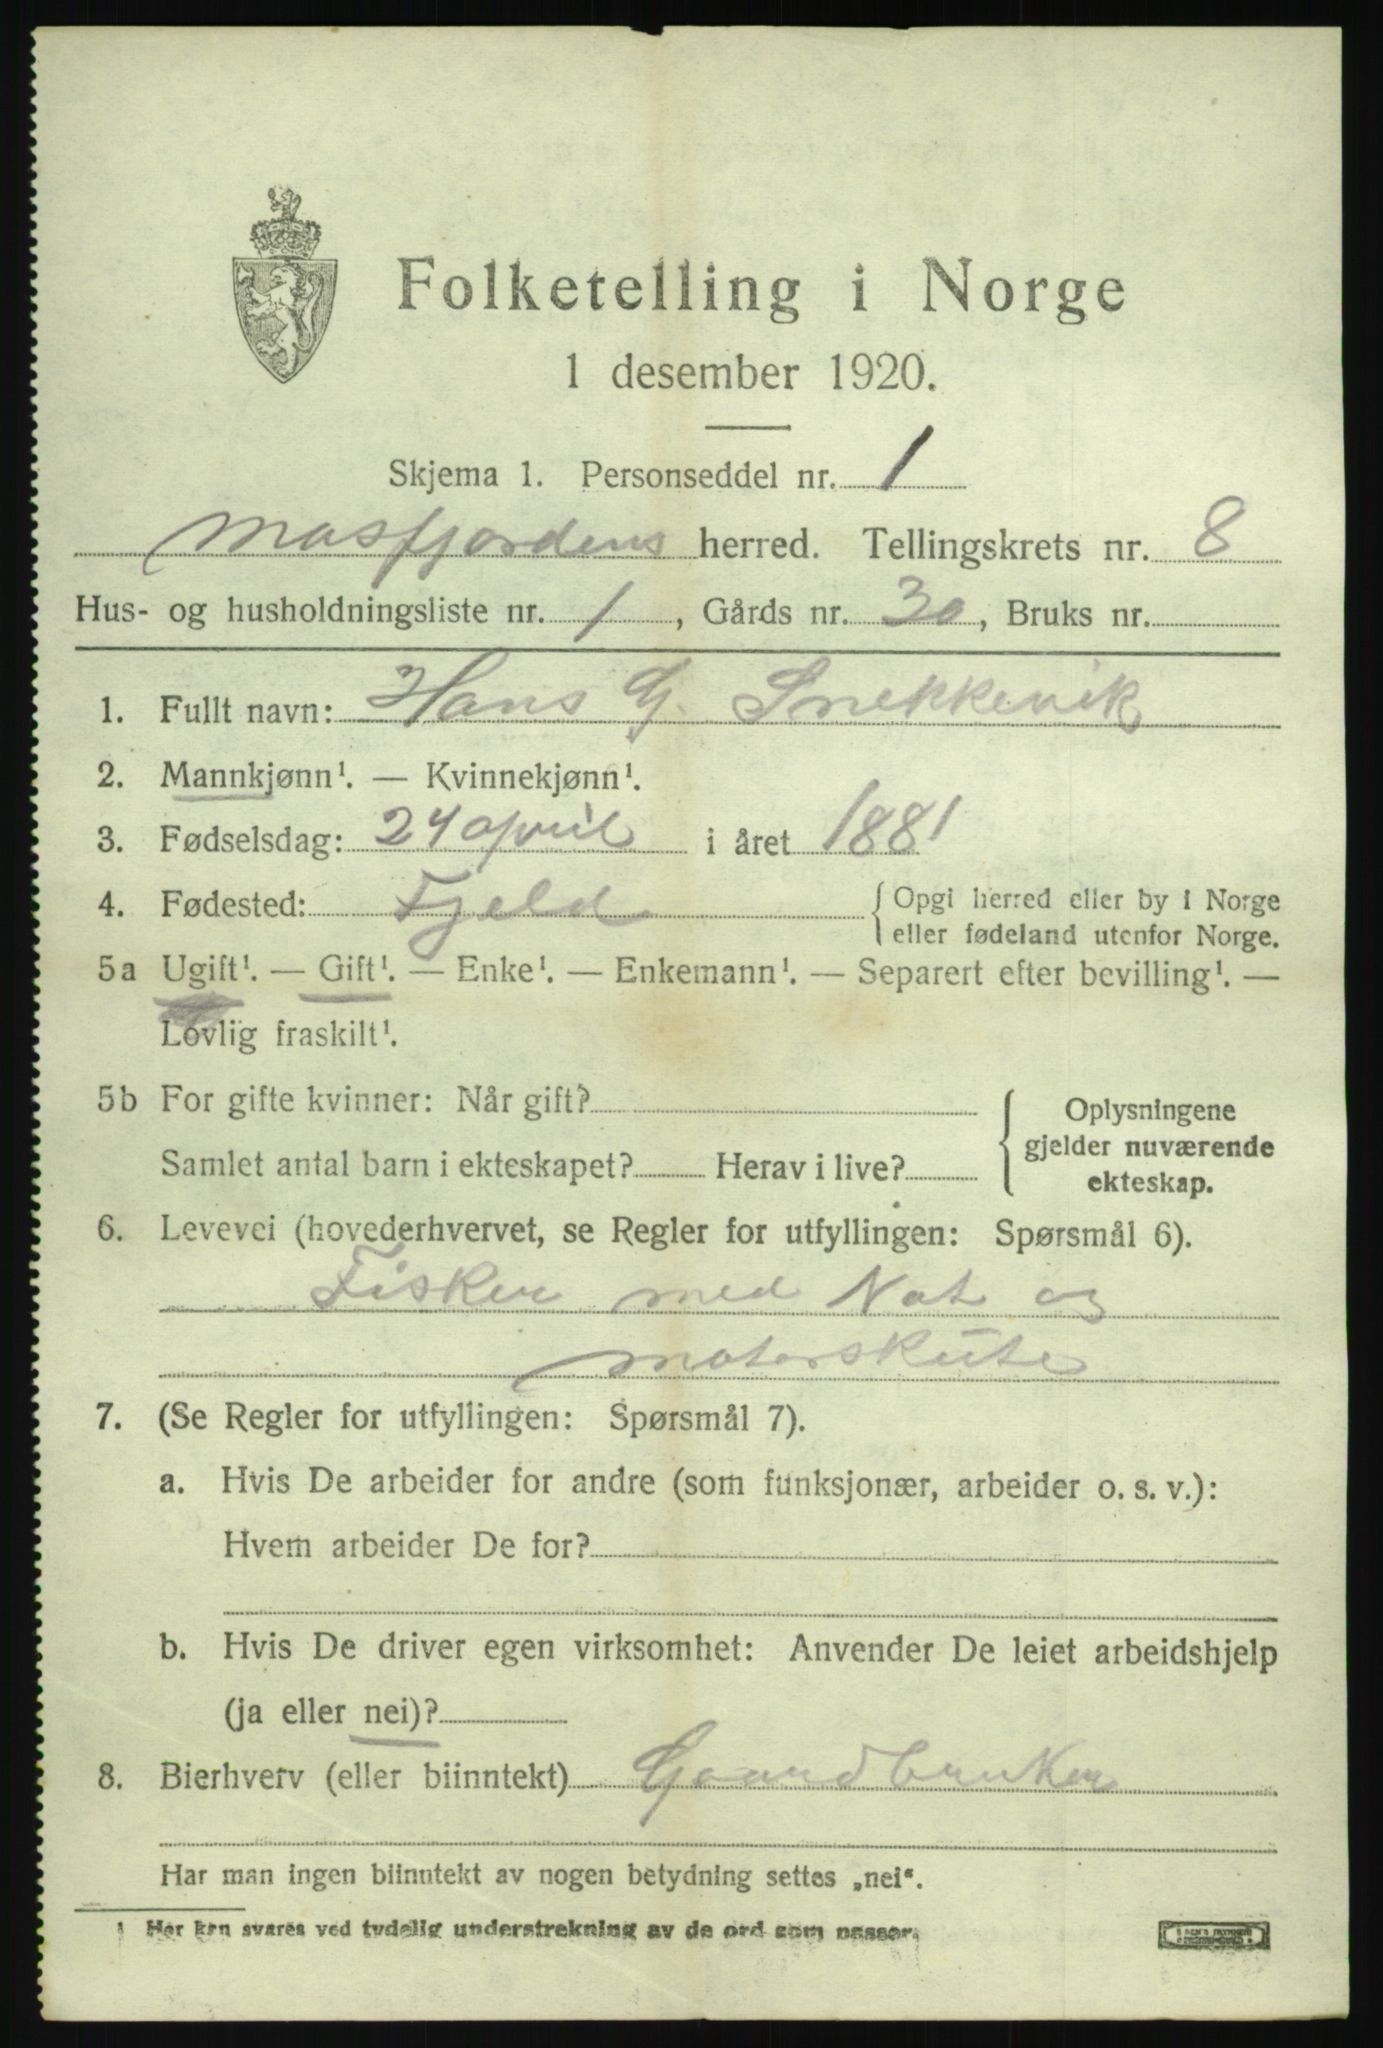 Folketelling i Norge
1 desember 1920.
Skjema 1. Personseddel nr. 1
Masfjordens herred. Tellingskrets nr. 8
Hus- og husholdningsliste nr. 1, Gårds nr. 30, Bruks nr.
1. Fullt navn: Hans G. Snekkevik
2. Mannkjønn¹. — Kvinnekjønn¹.
3. Fødselsdag: 24 april i året 1881
4. Fødested: Fjeld { Opgi herred eller by i Norge
eller fødeland utenfor Norge.
5a Ugift¹. — Gift¹. — Enke¹. — Enkemann¹. — Separert efter bevilling¹. —
Lovlig fraskilt¹.
5b For gifte kvinner: Når gift? { Oplysningene
gjelder nuværende
ekteskap.
Samlet antal barn i ekteskapet? Herav i live?
6. Levevei (hovederhvervet, se Regler for utfyllingen: Spørsmål 6).
Fisker med Not og
motorskute
7. (Se Regler for utfyllingen: Spørsmål 7).
a. Hvis De arbeider for andre (som funksjonær, arbeider o. s. v.):
Hvem arbeider De for?
b. Hvis De driver egen virksomhet: Anvender De leiet arbeidshjelp
(ja eller nei)?
8. Bierhverv (eller biinntekt) Gaardbruker
Har man ingen biinntekt av nogen betydning settes „nei“.
¹ Her kan svares ved tydelig understrekning av de ord som passer.